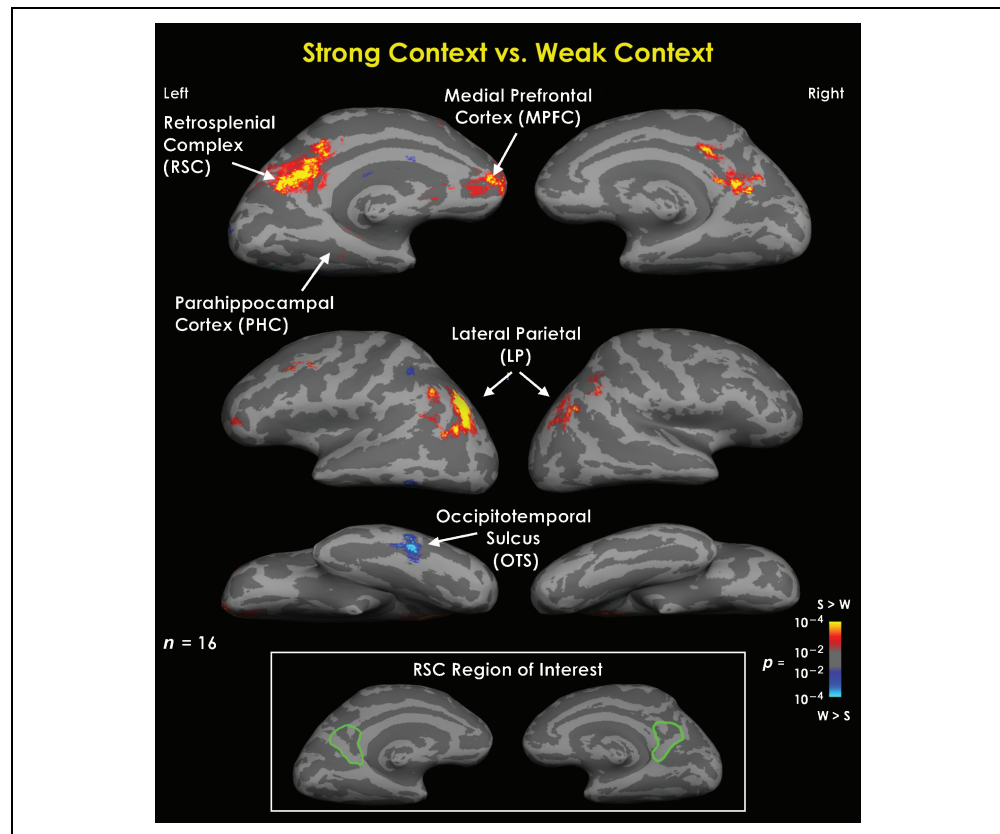 Strong Context vs. Weak Context
Left
Right
Medial Prefrontal
Cortex (MPFC)
Retrosplenial
Complex
(RSC)
Parahippocampal
Cortex (PHC)
Lateral Parietal
(LP)
Occipitotemporal
Sulcus
(OTS)
n = 16
S > W
10−4
10−2
p =
10−2
10−4
W > S
RSC Region of Interest